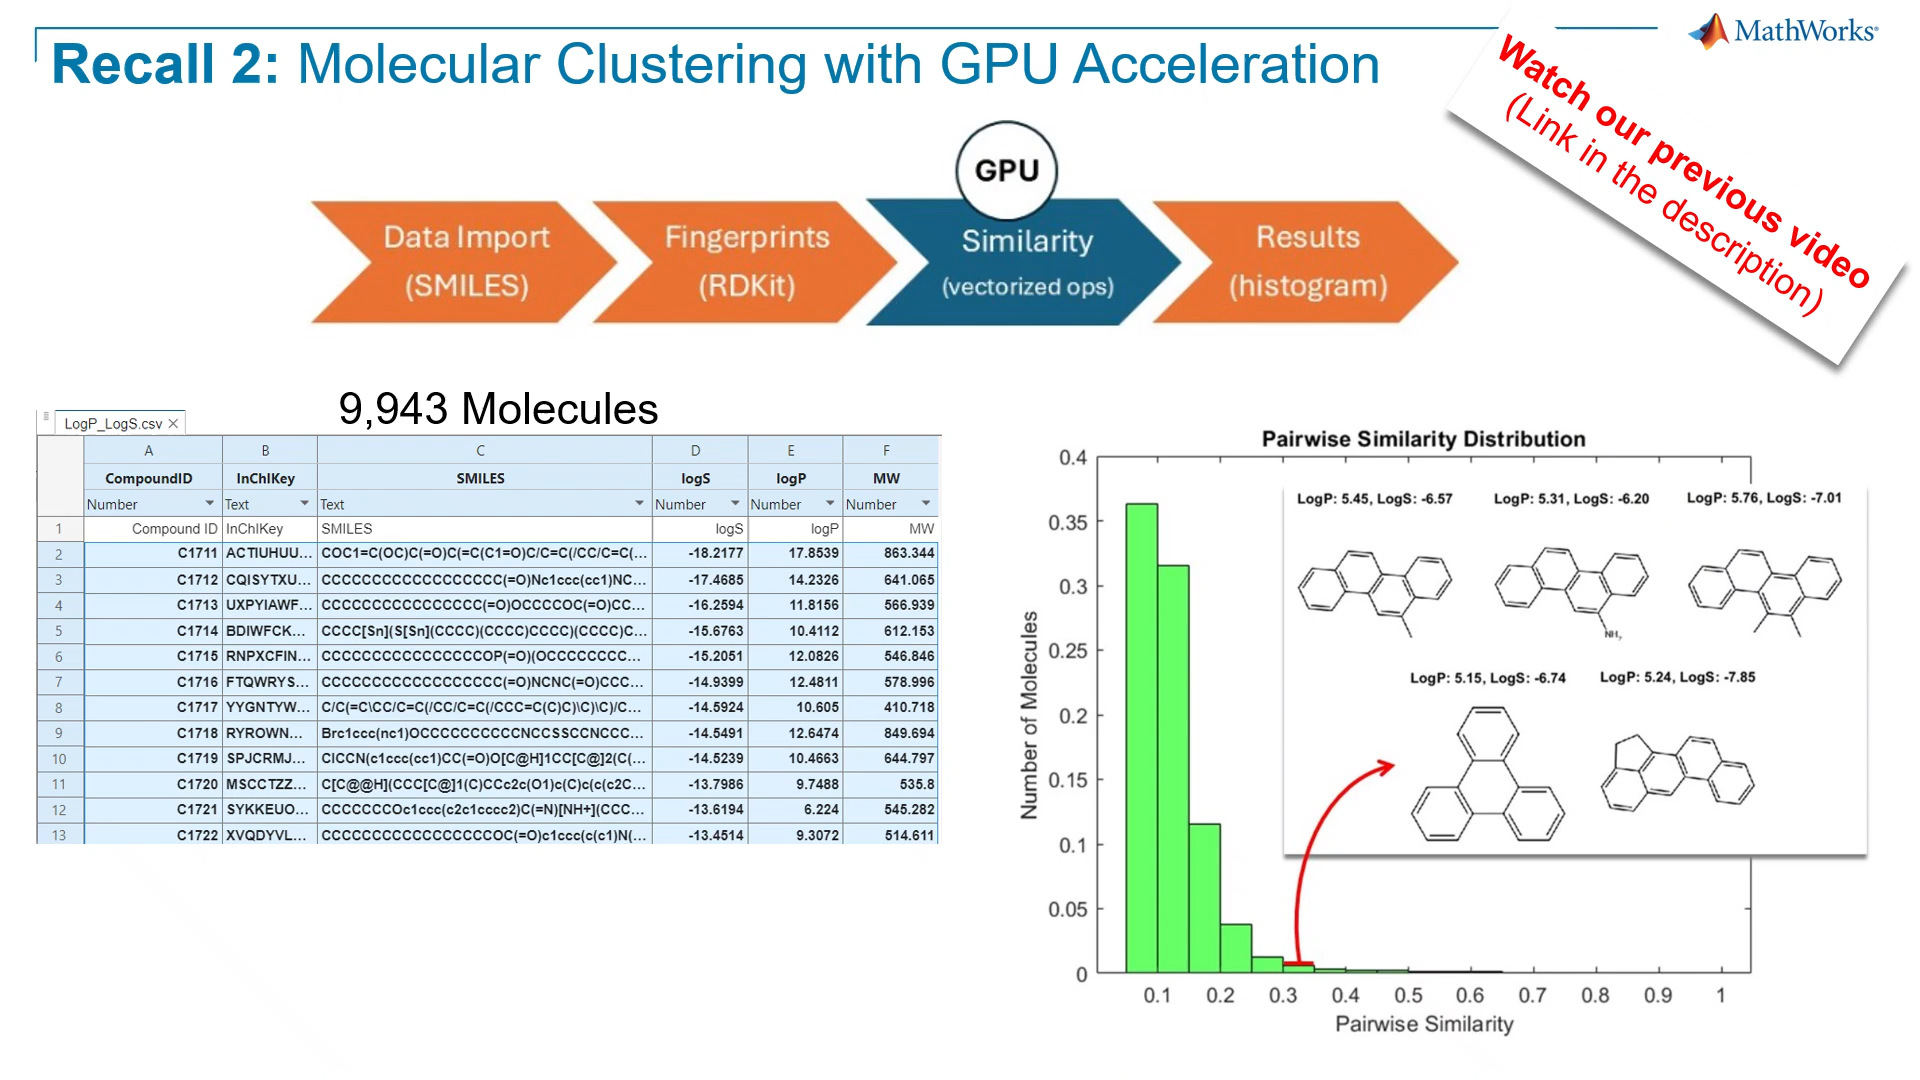 Recall 2: Molecular Clustering with GPU Acceleration
MathWorks®
Watch our previous video
(Link in the description)
GPU
Data Import
(SMILES)
Fingerprints
(RDKit)
Similarity
(vectorized ops)
Results
(histogram)
9,943 Molecules
LogP_LogS.csv ×
A B C D E F
CompoundID InChIKey SMILES logS logP MW
Number Text Text Number Number Number
1 Compound ID InChIKey SMILES logS logP MW
2 C1711 ACTIUHUU... COC1=C(OC)C(=O)C(=C(C1=O)C/C=C(/CC/C=C(... -18.2177 17.8539 863.344
3 C1712 CQISYTXU... CCCCCCCCCCCCCCCCCC(=O)Nc1ccc(cc1)NC... -17.4685 14.2326 641.065
4 C1713 UXPYIAWF... CCCCCCCCCCCCCCCC(=O)OCCCCOC(=O)CC... -16.2594 11.8156 566.939
5 C1714 BDIWFCK... CCCC[Sn](S[Sn](CCCC)(CCCC)CCCC)(CCCC)C... -15.6763 10.4112 612.153
6 C1715 RNPXCFIN... CCCCCCCCCCCCCCCCOP(=O)(OCCCCCCCC... -15.2051 12.0826 546.846
7 C1716 FTQWRYS... CCCCCCCCCCCCCCCCCC(=O)NCNC(=O)CCC... -14.9399 12.4811 578.996
8 C1717 YYGNTYW... C/C(=C\CC/C=C(/CC/C=C(/CCC=C(C)C)\C)\C)/C... -14.5924 10.605 410.718
9 C1718 RYROWN... Brc1ccc(nc1)OCCCCCCCCCCNCCSSCCNCCC... -14.5491 12.6474 849.694
10 C1719 SPJCRMJ... ClCCN(c1ccc(cc1)CC(=O)O[C@H]1CC[C@]2(C(... -14.5239 10.4663 644.797
11 C1720 MSCCTZZ... C[C@@H](CCC[C@]1(C)CCc2c(O1)c(C)c(c(c2C... -13.7986 9.7488 535.8
12 C1721 SYKKEUO... CCCCCCCOc1ccc(c2c1cccc2)C(=N)[NH+](CCC... -13.6194 6.224 545.282
13 C1722 XVQDYVL... CCCCCCCCCCCCCCCCCOC(=O)c1ccc(c(c1)N(... -13.4514 9.3072 514.611
Pairwise Similarity Distribution
Number of Molecules
0.4
0.35
0.3
0.25
0.2
0.15
0.1
0.05
0
LogP: 5.45, LogS: -6.57
LogP: 5.31, LogS: -6.20
LogP: 5.76, LogS: -7.01
NH₂
LogP: 5.15, LogS: -6.74
LogP: 5.24, LogS: -7.85
0.1 0.2 0.3 0.4 0.5 0.6 0.7 0.8 0.9 1
Pairwise Similarity